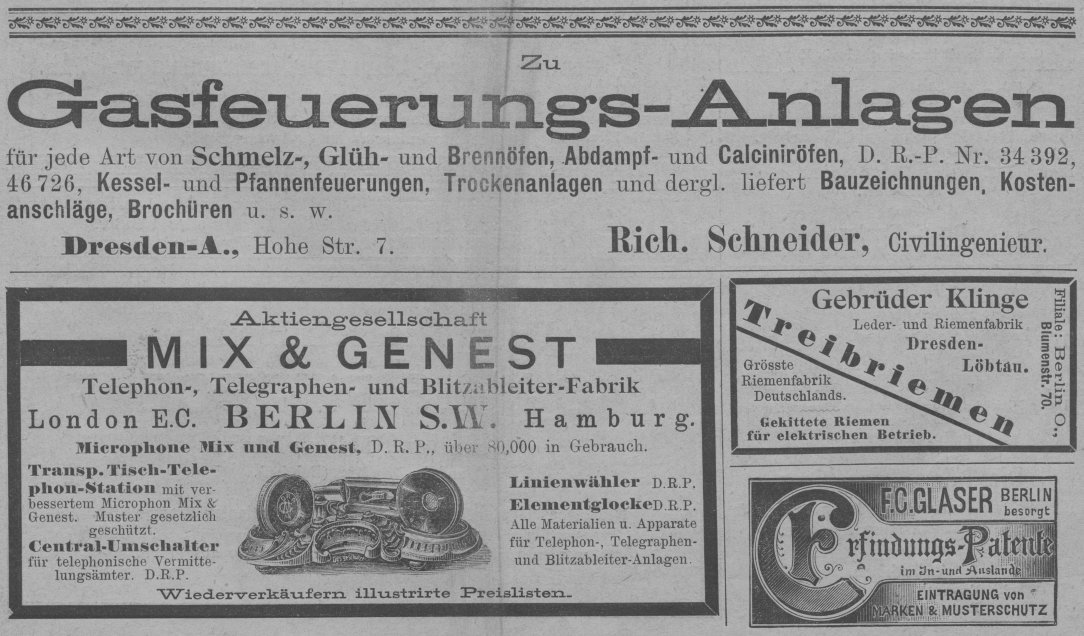 Zu
Gasfeuerungs-Anlagen
für jede Art von Schmelz-, Glüh- und Brennöfen, Abdampf- und Calciniröfen, D. R.-P. Nr. 34 392,
46 726, Kessel- und Pfannenfeuerungen, Trockenanlagen und dergl. liefert Bauzeichnungen, Kosten-
anschläge, Brochüren u. s. w.
Dresden-A., Hohe Str. 7.
Rich. Schneider, Civilingenieur.
Aktiengesellschaft
MIX & GENEST
Telephon-, Telegraphen- und Blitzableiter-Fabrik
London E.C. BERLIN S.W. Hamburg.
Microphone Mix und Genest, D. R. P., über 80,000 in Gebrauch.
Transp. Tisch-Tele-
phon-Station mit ver-
bessertem Microphon Mix &
Genest. Muster gesetzlich
geschützt.
Central-Umschalter
für telephonische Vermitte-
lungsämter. D.R.P.
Linienwähler D.R.P.
Elementglocke D.R.P.
Alle Materialien u. Apparate
für Telephon-, Telegraphen-
und Blitzableiter-Anlagen.
Wiederverkäufern illustrirte Preislisten.
Gebrüder Klinge
Leder- und Riemenfabrik
Dresden-
Löbtau.
Treibriemen
Grösste
Riemenfabrik
Deutschlands.
Gekittete Riemen
für elektrischen Betrieb.
Filiale: Berlin O.,
Blumenstr. 70.
F.C. GLASER BERLIN
besorgt
Erfindungs-Patente
im In- und Auslande
EINTRAGUNG von
MARKEN & MUSTERSCHUTZ